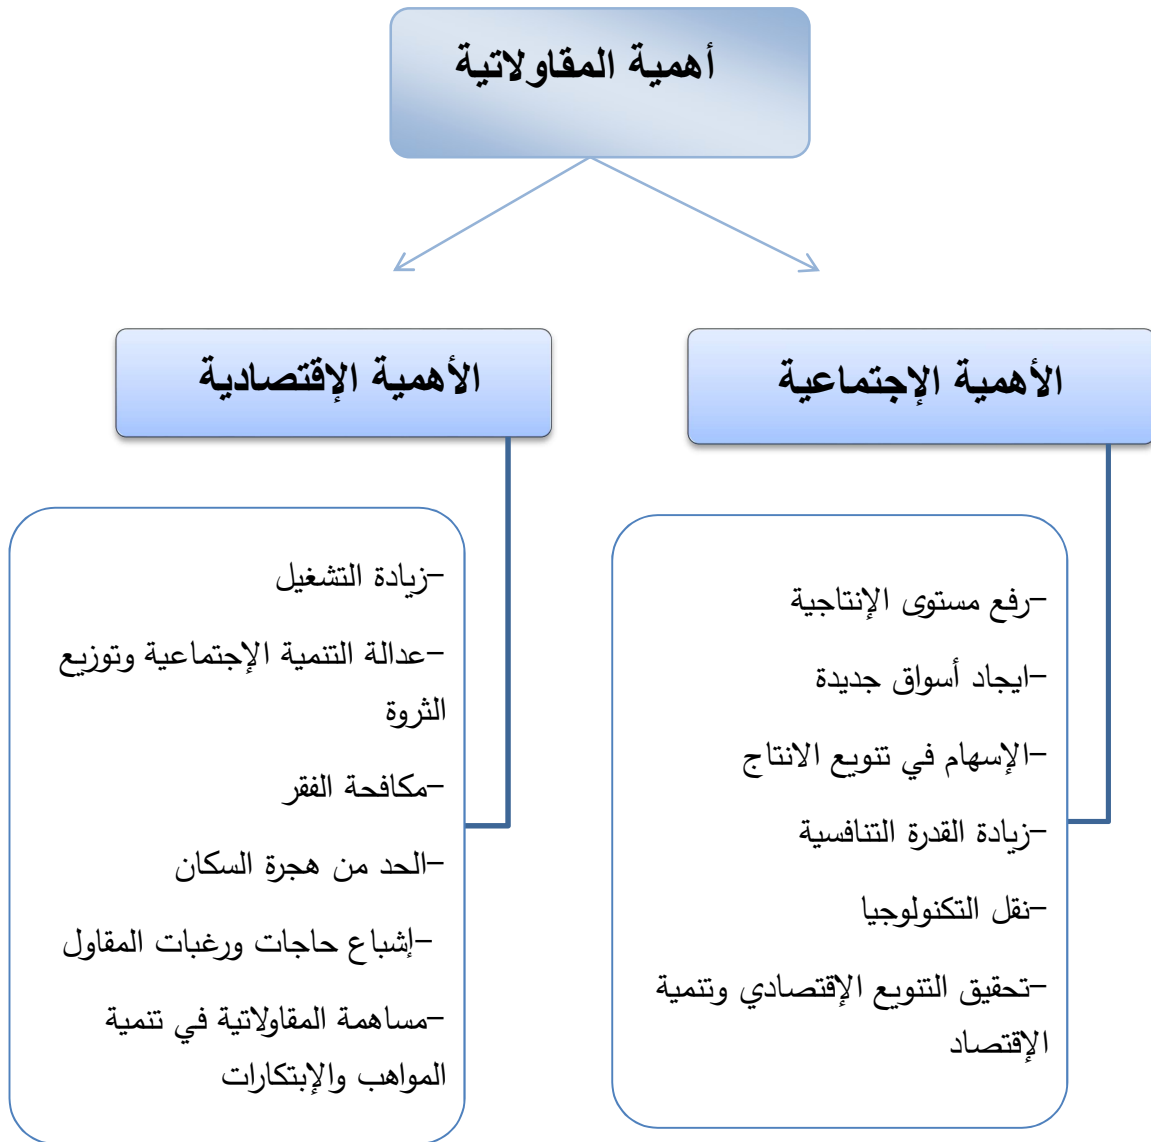 أهمية المقاولاتية
الأهمية الإجتماعية
-رفع مستوى الإنتاجية
-ايجاد أسواق جديدة
-الإسهام في تنويع الانتاج
-زيادة القدرة التنافسية
-نقل التكنولوجيا
-تحقيق التنويع الإقتصادي وتنمية
الإقتصاد
الأهمية الإقتصادية
-زيادة التشغيل
-عدالة التنمية الإجتماعية وتوزيع
الثروة
-مكافحة الفقر
-الحد من هجرة السكان
-إشباع حاجات ورغبات المقاول
-مساهمة المقاولاتية في تنمية
المواهب والإبتكارات